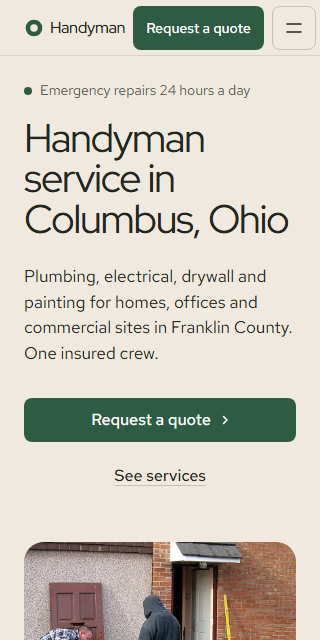 Handyman
Request a quote
Emergency repairs 24 hours a day
Handyman
service in
Columbus, Ohio
Plumbing, electrical, drywall and
painting for homes, offices and
commercial sites in Franklin County.
One insured crew.
Request a quote
See services